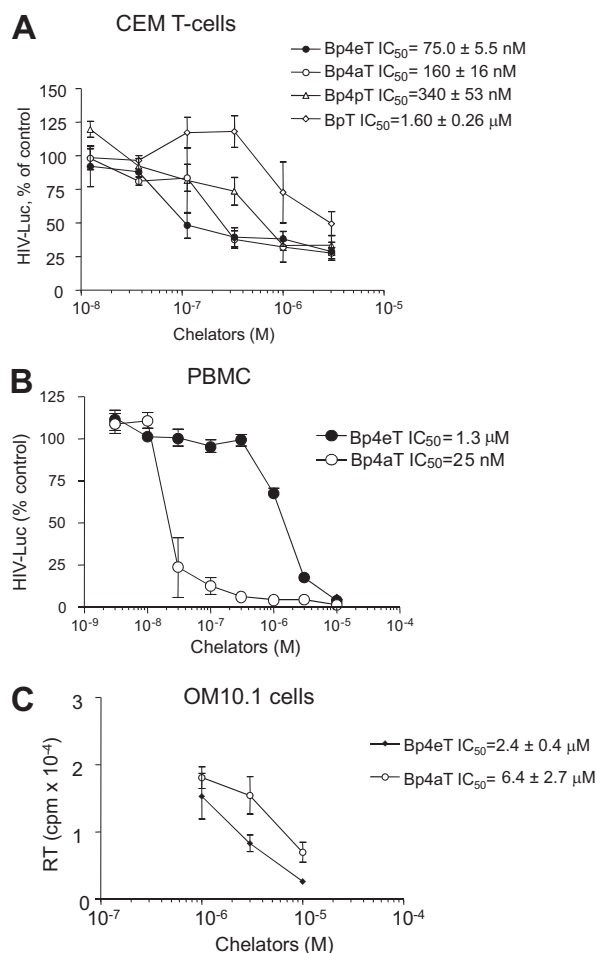 A
CEM T-cells
Bp4eT IC₅₀= 75.0 ± 5.5 nM
Bp4aT IC₅₀= 160 ± 16 nM
Bp4pT IC₅₀=340 ± 53 nM
BpT IC₅₀=1.60 ± 0.26 μM
HIV-Luc, % of control
150
125
100
75
50
25
0
10⁻⁸
10⁻⁷
10⁻⁶
10⁻⁵
Chelators (M)
B
PBMC
Bp4eT IC₅₀= 1.3 μM
Bp4aT IC₅₀=25 nM
HIV-Luc (% control)
125
100
75
50
25
0
10⁻⁹
10⁻⁸
10⁻⁷
10⁻⁶
10⁻⁵
10⁻⁴
Chelators (M)
C
OM10.1 cells
Bp4eT IC₅₀=2.4 ± 0.4 μM
Bp4aT IC₅₀= 6.4 ± 2.7 μM
RT (cpm x 10⁻⁴)
3
2
1
0
10⁻⁷
10⁻⁶
10⁻⁵
10⁻⁴
Chelators (M)